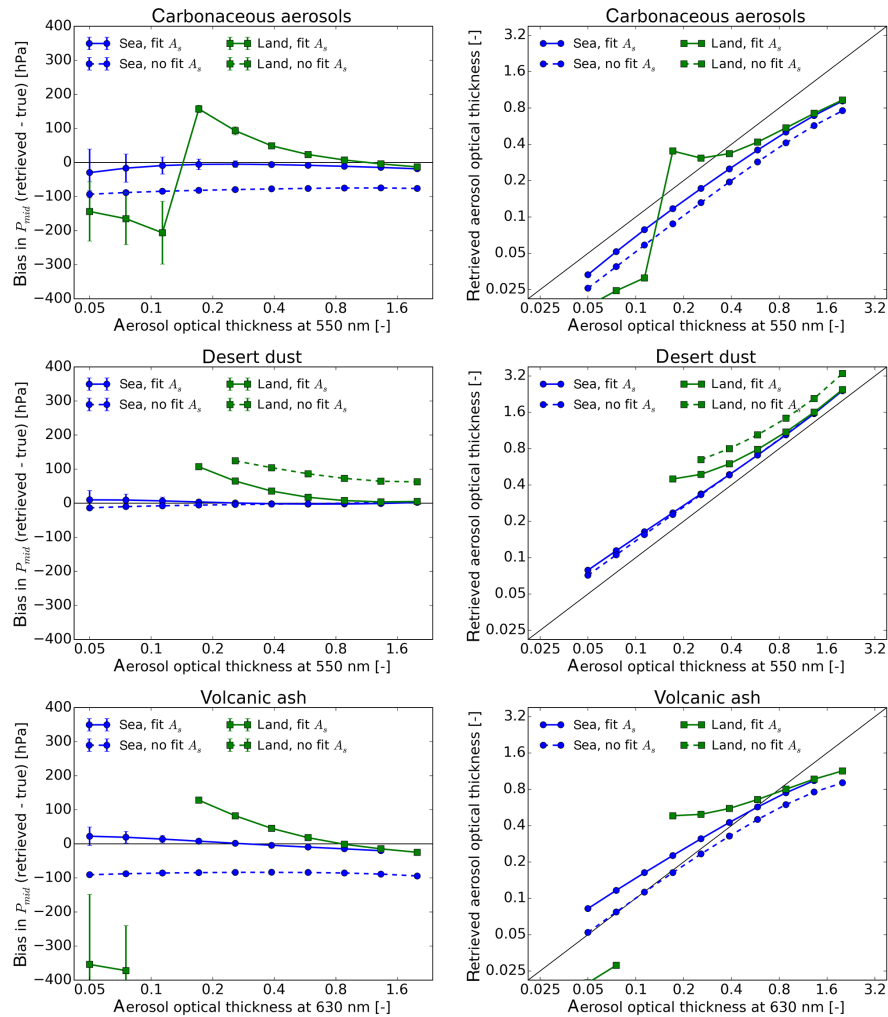 Carbonaceous aerosols
Bias in P_mid (retrieved - true) [hPa]
400
300
200
100
0
−100
−200
−300
−400
Sea, fit A_s
Sea, no fit A_s
Land, fit A_s
Land, no fit A_s
0.05 0.1 0.2 0.4 0.8 1.6
Aerosol optical thickness at 550 nm [-]
Carbonaceous aerosols
Retrieved aerosol optical thickness [-]
3.2
1.6
0.8
0.4
0.2
0.1
0.05
0.025
Sea, fit A_s
Sea, no fit A_s
Land, fit A_s
Land, no fit A_s
0.025 0.05 0.1 0.2 0.4 0.8 1.6 3.2
Aerosol optical thickness at 550 nm [-]
Desert dust
Bias in P_mid (retrieved - true) [hPa]
400
300
200
100
0
−100
−200
−300
−400
Sea, fit A_s
Sea, no fit A_s
Land, fit A_s
Land, no fit A_s
0.05 0.1 0.2 0.4 0.8 1.6
Aerosol optical thickness at 550 nm [-]
Desert dust
Retrieved aerosol optical thickness [-]
3.2
1.6
0.8
0.4
0.2
0.1
0.05
0.025
Sea, fit A_s
Sea, no fit A_s
Land, fit A_s
Land, no fit A_s
0.025 0.05 0.1 0.2 0.4 0.8 1.6 3.2
Aerosol optical thickness at 550 nm [-]
Volcanic ash
Bias in P_mid (retrieved - true) [hPa]
400
300
200
100
0
−100
−200
−300
−400
Sea, fit A_s
Sea, no fit A_s
Land, fit A_s
Land, no fit A_s
0.05 0.1 0.2 0.4 0.8 1.6
Aerosol optical thickness at 630 nm [-]
Volcanic ash
Retrieved aerosol optical thickness [-]
3.2
1.6
0.8
0.4
0.2
0.1
0.05
0.025
Sea, fit A_s
Sea, no fit A_s
Land, fit A_s
Land, no fit A_s
0.025 0.05 0.1 0.2 0.4 0.8 1.6 3.2
Aerosol optical thickness at 630 nm [-]